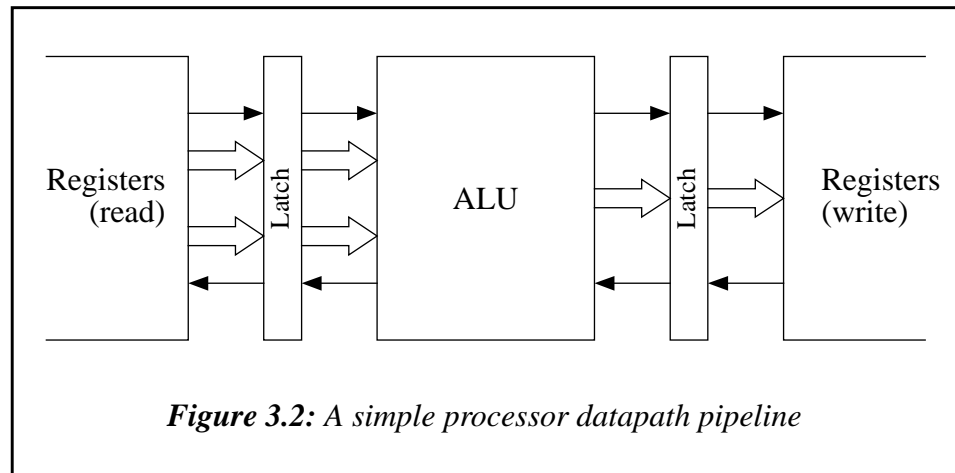 Registers
(read)
Latch
ALU
Latch
Registers
(write)
Figure 3.2: A simple processor datapath pipeline